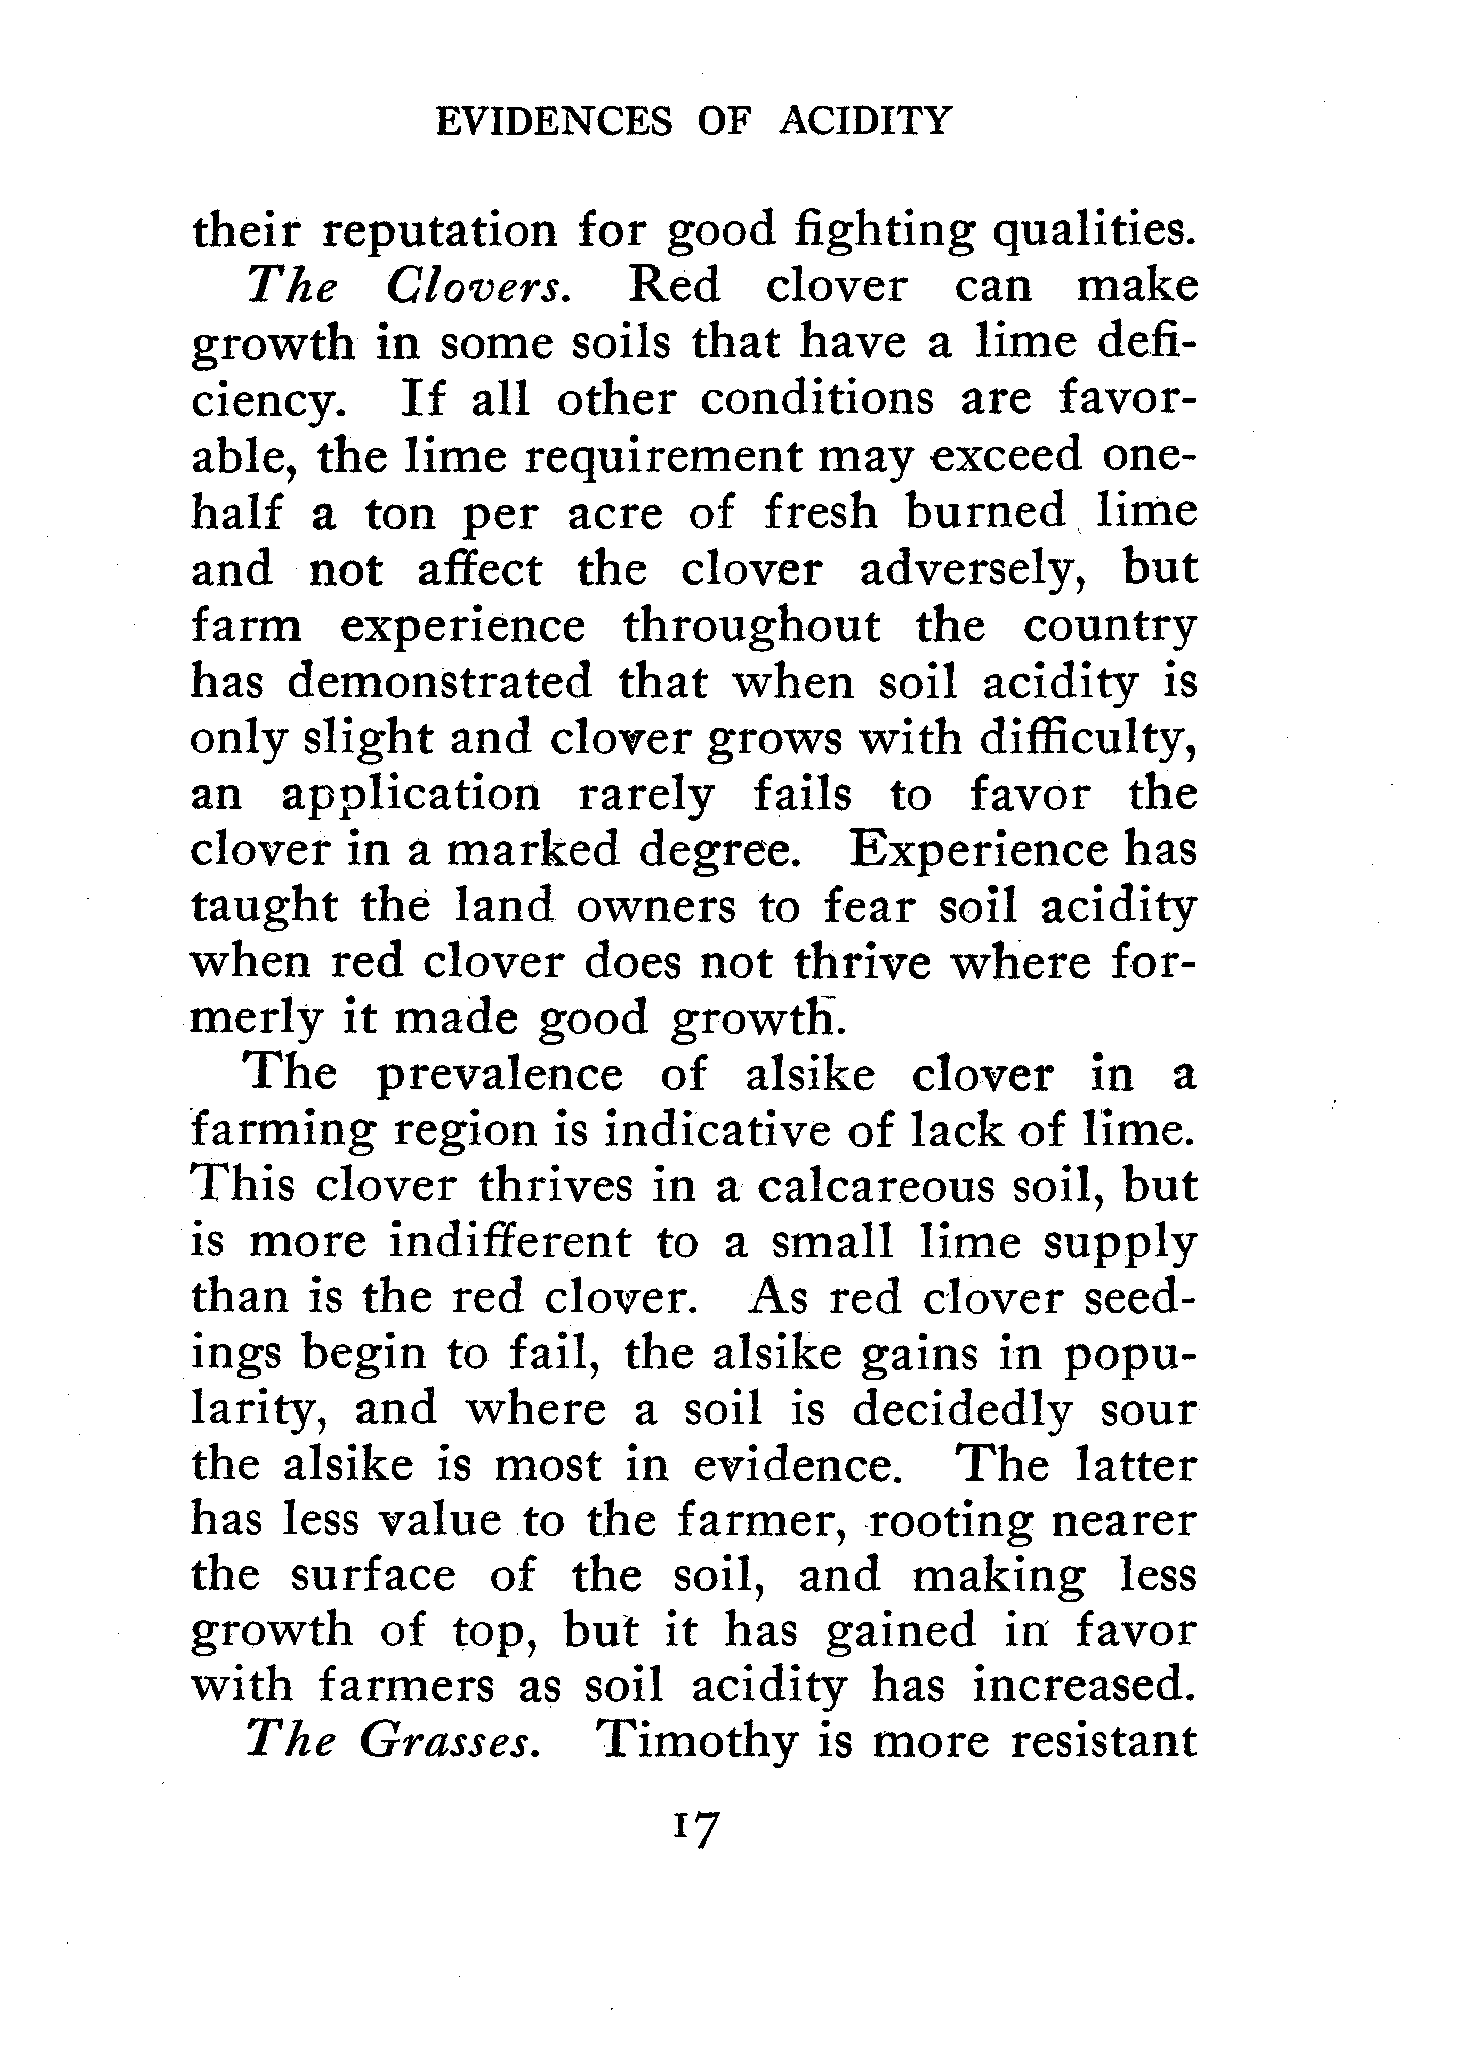 EVIDENCES OF ACIDITY
their reputation for good fighting qualities.
The Clovers. Red clover can make
growth in some soils that have a lime defi-
ciency. If all other conditions are favor-
able, the lime requirement may exceed one-
half a ton per acre of fresh burned lime
and not affect the clover adversely, but
farm experience throughout the country
has demonstrated that when soil acidity is
only slight and clover grows with difficulty,
an application rarely fails to favor the
clover in a marked degree. Experience has
taught the land owners to fear soil acidity
when red clover does not thrive where for-
merly it made good growth.
The prevalence of alsike clover in a
farming region is indicative of lack of lime.
This clover thrives in a calcareous soil, but
is more indifferent to a small lime supply
than is the red clover. As red clover seed-
ings begin to fail, the alsike gains in popu-
larity, and where a soil is decidedly sour
the alsike is most in evidence. The latter
has less value to the farmer, rooting nearer
the surface of the soil, and making less
growth of top, but it has gained in favor
with farmers as soil acidity has increased.
The Grasses. Timothy is more resistant
17